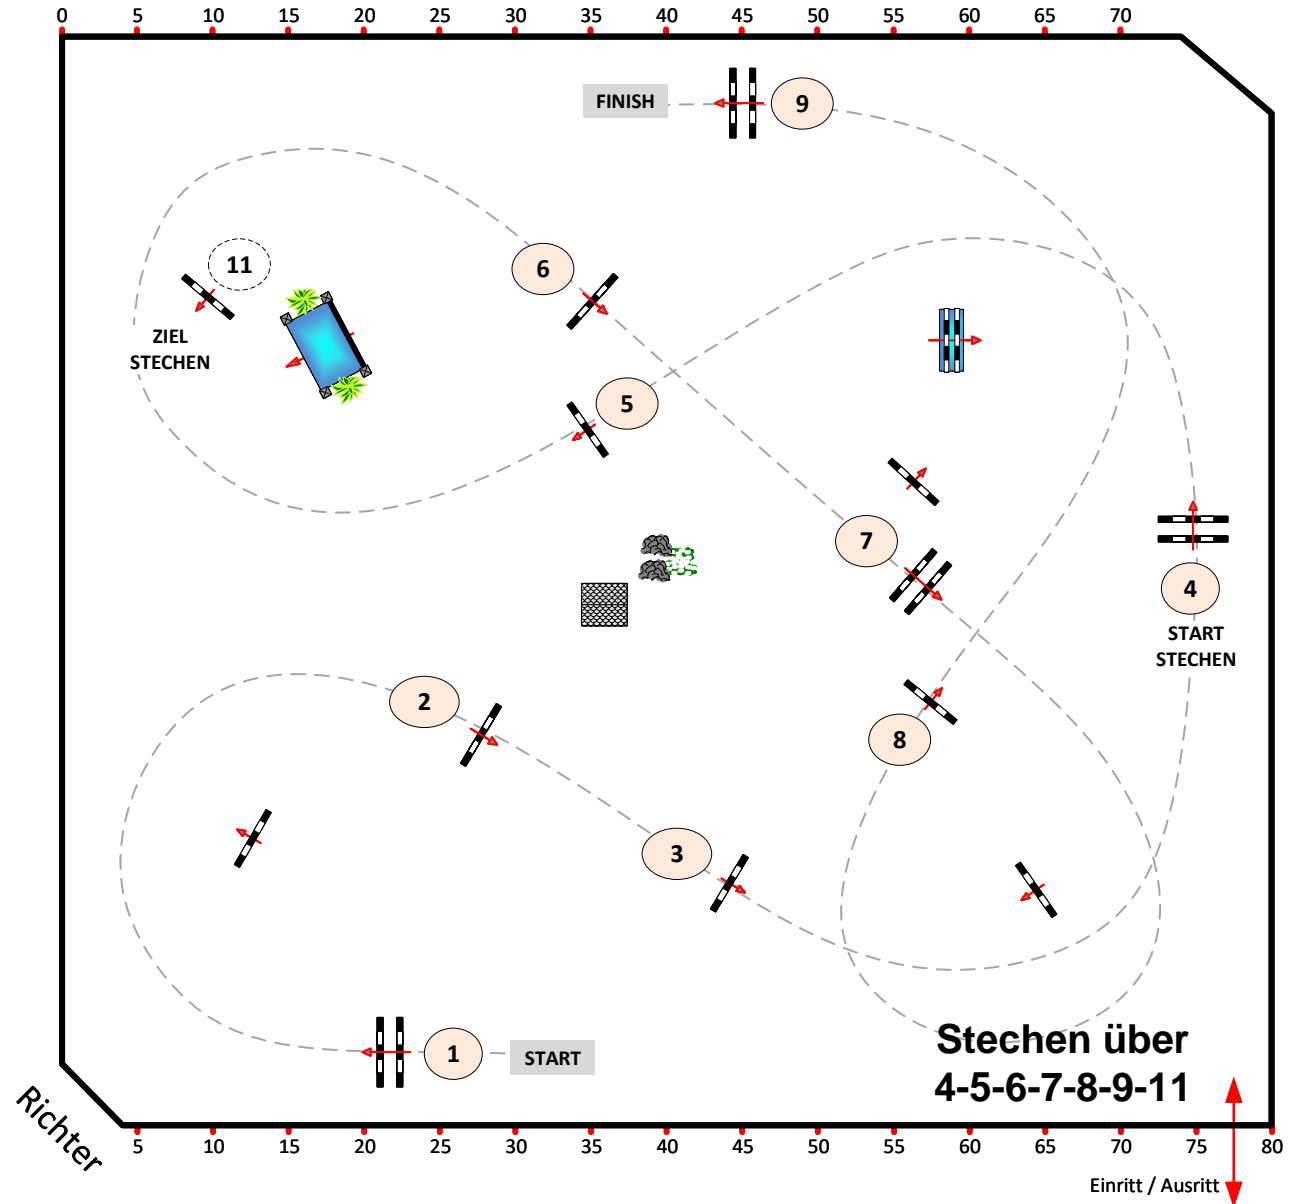 0 5 10 15 20 25 30 35 40 45 50 55 60 65 70
FINISH
9
6
11
ZIEL
STECHEN
5
7
4
START
STECHEN
2
8
3
1
START
Stechen über
4-5-6-7-8-9-11
Richter
5 10 15 20 25 30 35 40 45 50 55 60 65 70 75 80
Einritt / Ausritt